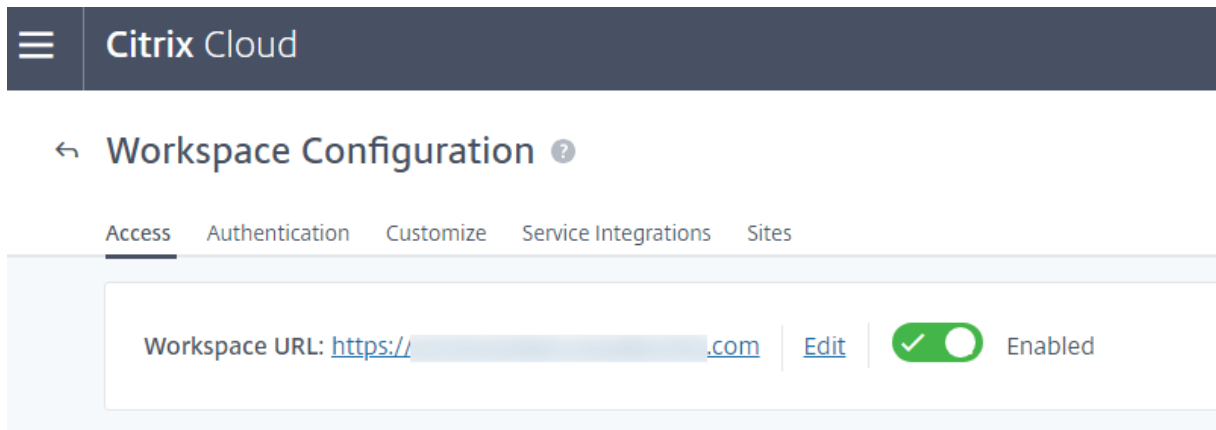 Citrix Cloud
Workspace Configuration ?
Access Authentication Customize Service Integrations Sites
Workspace URL: https:// .com Edit Enabled